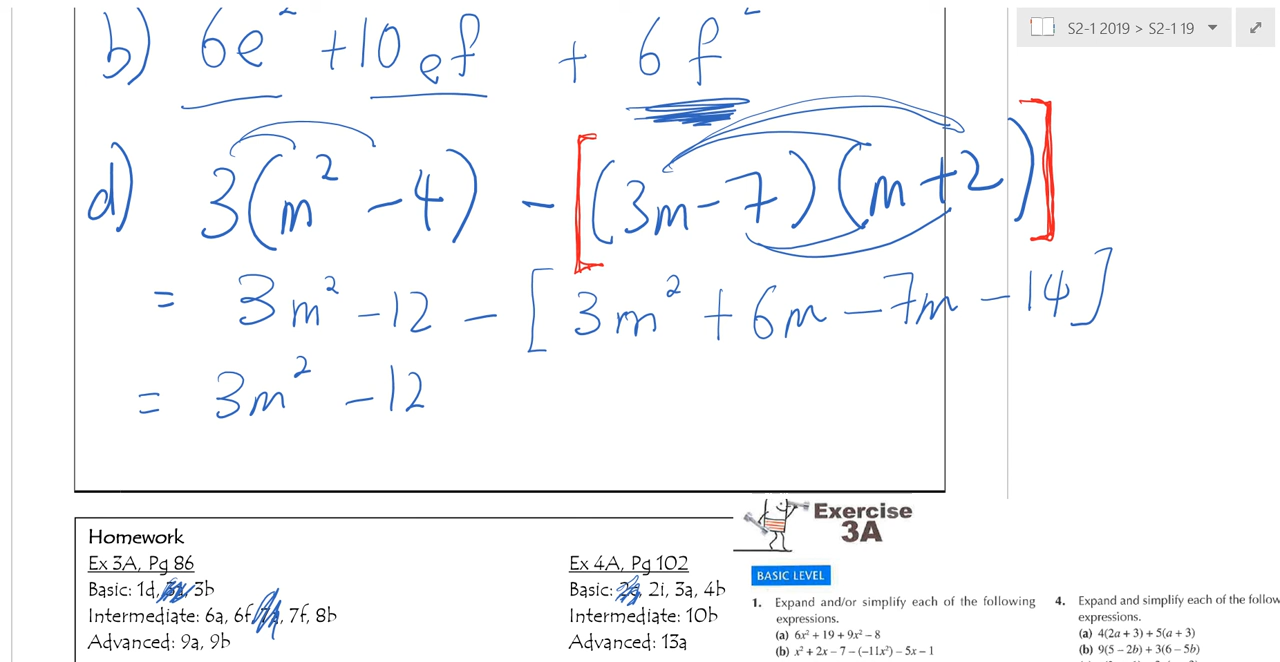 S2-1 2019 > S2-1 19
b) 6e² + 10ef + 6f²
d) 3(m² - 4) - [(3m - 7)(m + 2)]
= 3m² - 12 - [3m² + 6m - 7m - 14]
= 3m² - 12
Homework
Ex 3A, Pg 86
Basic: 1d, 3b
Intermediate: 6a, 6f, 7f, 8b
Advanced: 9a, 9b
Ex 4A, Pg 102
Basic: 2i, 3a, 4b
Intermediate: 10b
Advanced: 13a
Exercise
3A
BASIC LEVEL
1. Expand and/or simplify each of the following
expressions.
(a) 6x² + 19 + 9x² – 8
(b) x² + 2x – 7 – (–11x²) – 5x – 1
4. Expand and simplify each of the follow
expressions.
(a) 4(2a + 3) + 5(a + 3)
(b) 9(5 – 2b) + 3(6 – 5b)